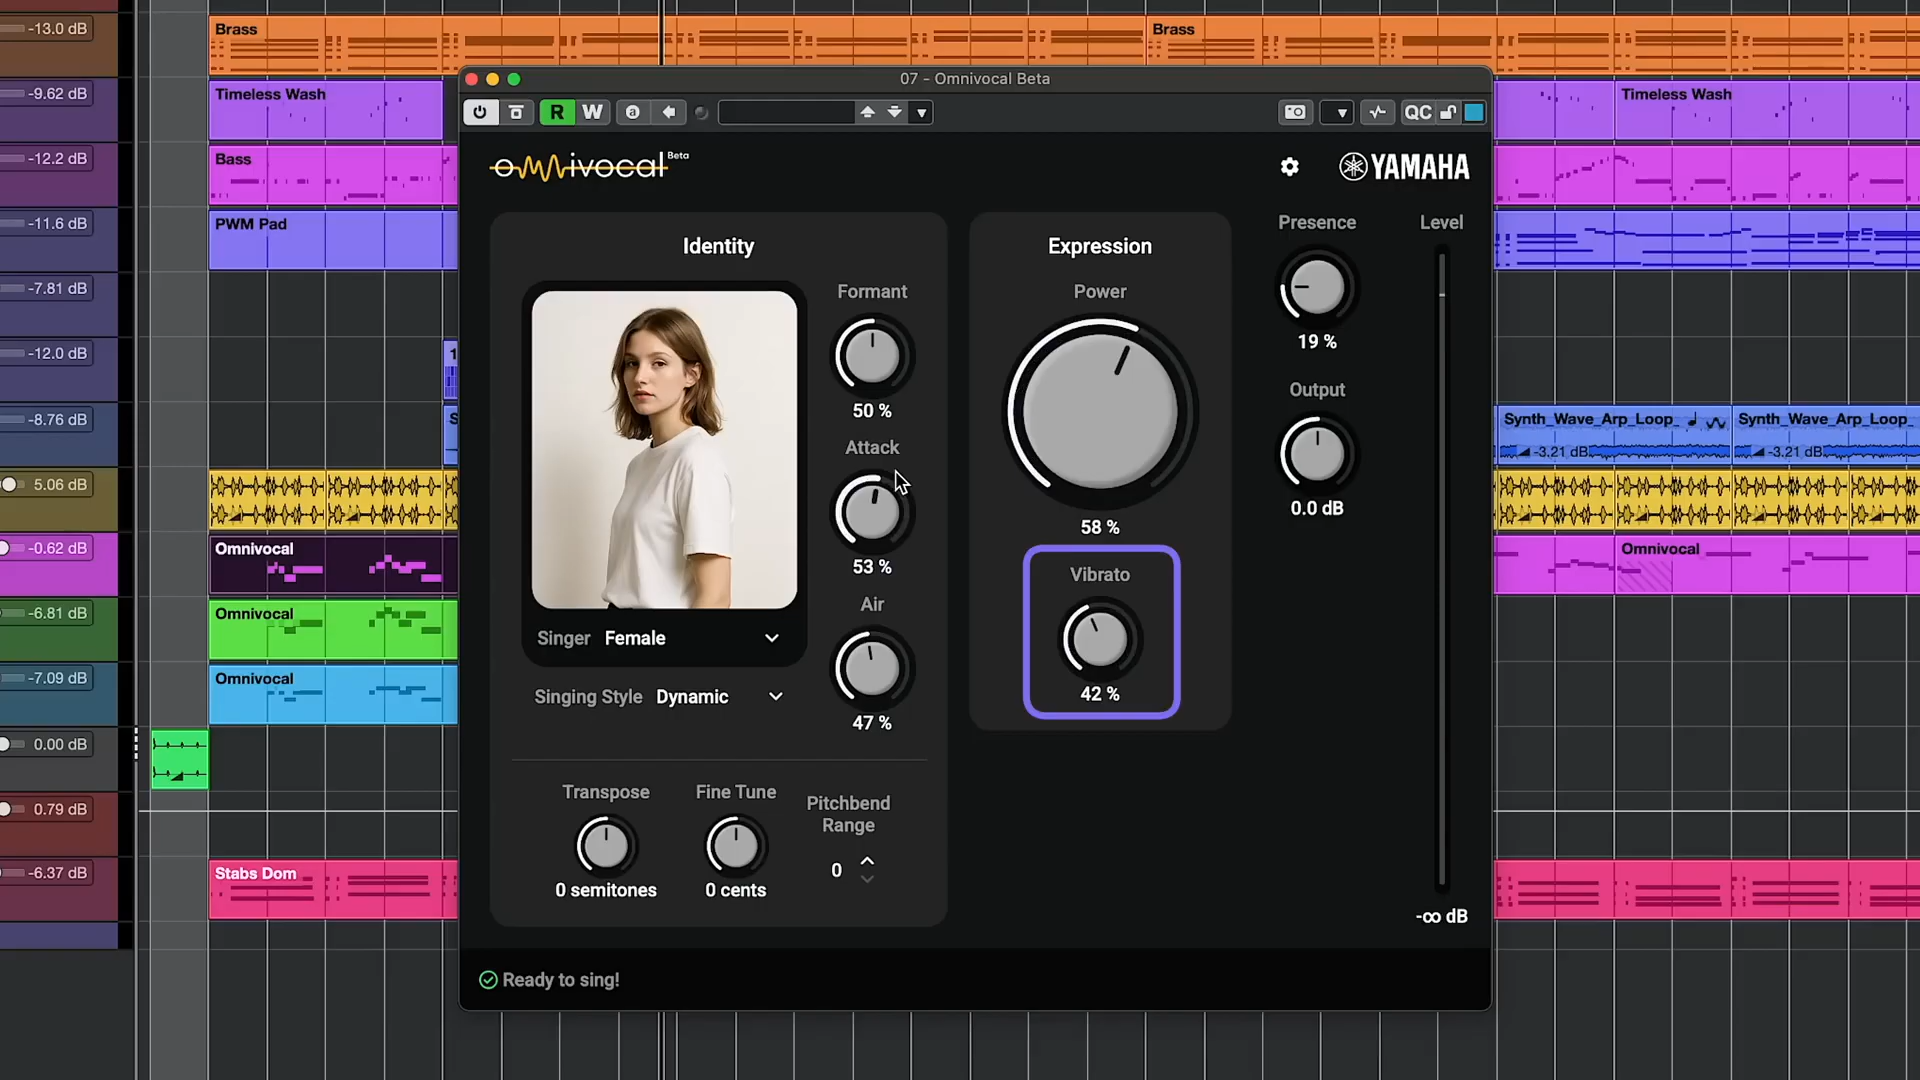 -13.0 dB
Brass
Brass
07 - Omnivocal Beta
-9.62 dB
Timeless Wash
Timeless Wash
R
W
a
QC
-12.2 dB
Bass
omnivocal Beta
YAMAHA
-11.6 dB
PWM Pad
Identity
Expression
Presence
Level
-7.81 dB
Formant
Power
19 %
-12.0 dB
1
50 %
Output
-8.76 dB
S
Attack
Synth_Wave_Arp_Loop_
Synth_Wave_Arp_Loop_
-3.21 dB
-3.21 dB
5.06 dB
0.0 dB
58 %
-0.62 dB
Omnivocal
53 %
Vibrato
Omnivocal
-6.81 dB
Omnivocal
Air
Singer Female
-7.09 dB
Omnivocal
Singing Style Dynamic
42 %
47 %
0.00 dB
Transpose
Fine Tune
Pitchbend
Range
0.79 dB
0
-6.37 dB
Stabs Dom
0 semitones
0 cents
-∞ dB
Ready to sing!